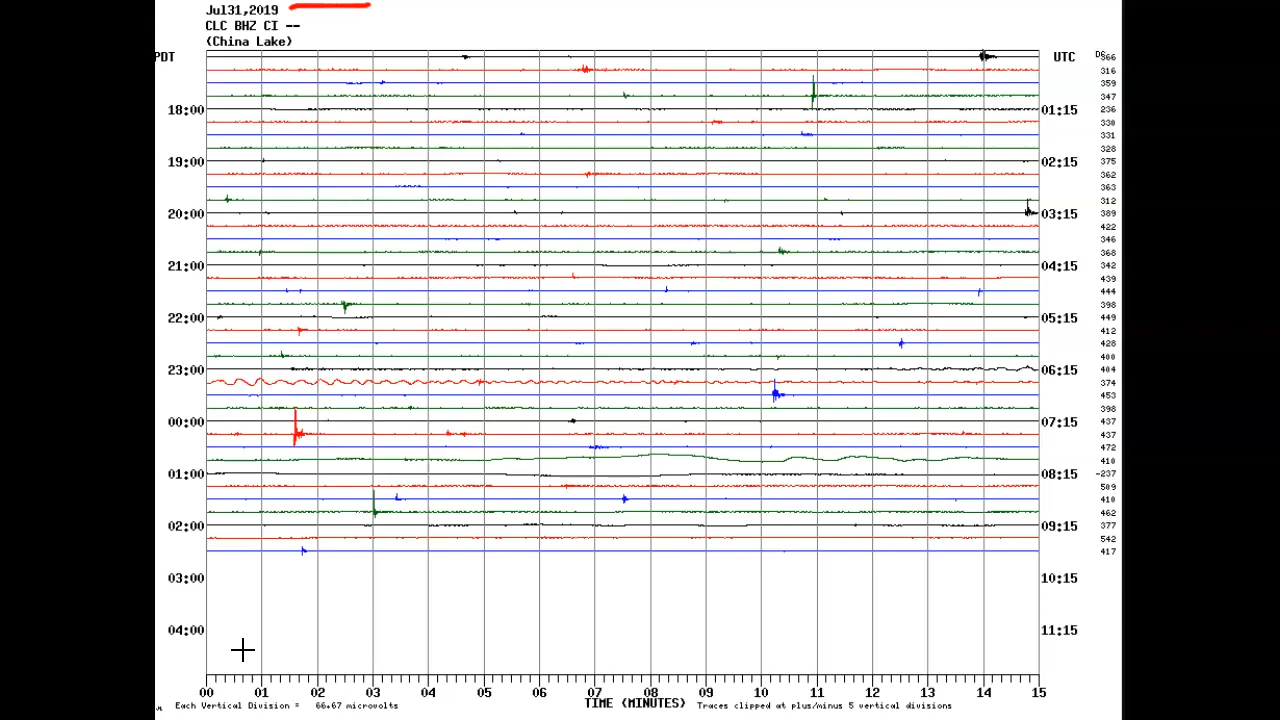 Jul31,2019
CLC BHZ CI --
(China Lake)
PDT UTC
366
316
359
347
18:00 01:15 236
330
331
328
19:00 02:15 375
362
363
312
20:00 03:15 389
422
346
368
21:00 04:15 342
439
444
398
22:00 05:15 449
412
428
400
23:00 06:15 404
374
453
398
00:00 07:15 437
437
472
410
01:00 08:15 -237
509
410
462
02:00 09:15 377
542
417
03:00 10:15
04:00 11:15
00 01 02 03 04 05 06 07 08 09 10 11 12 13 14 15
TIME (MINUTES)
Each Vertical Division = 66.67 microvolts Traces clipped at plus/minus 5 vertical divisions